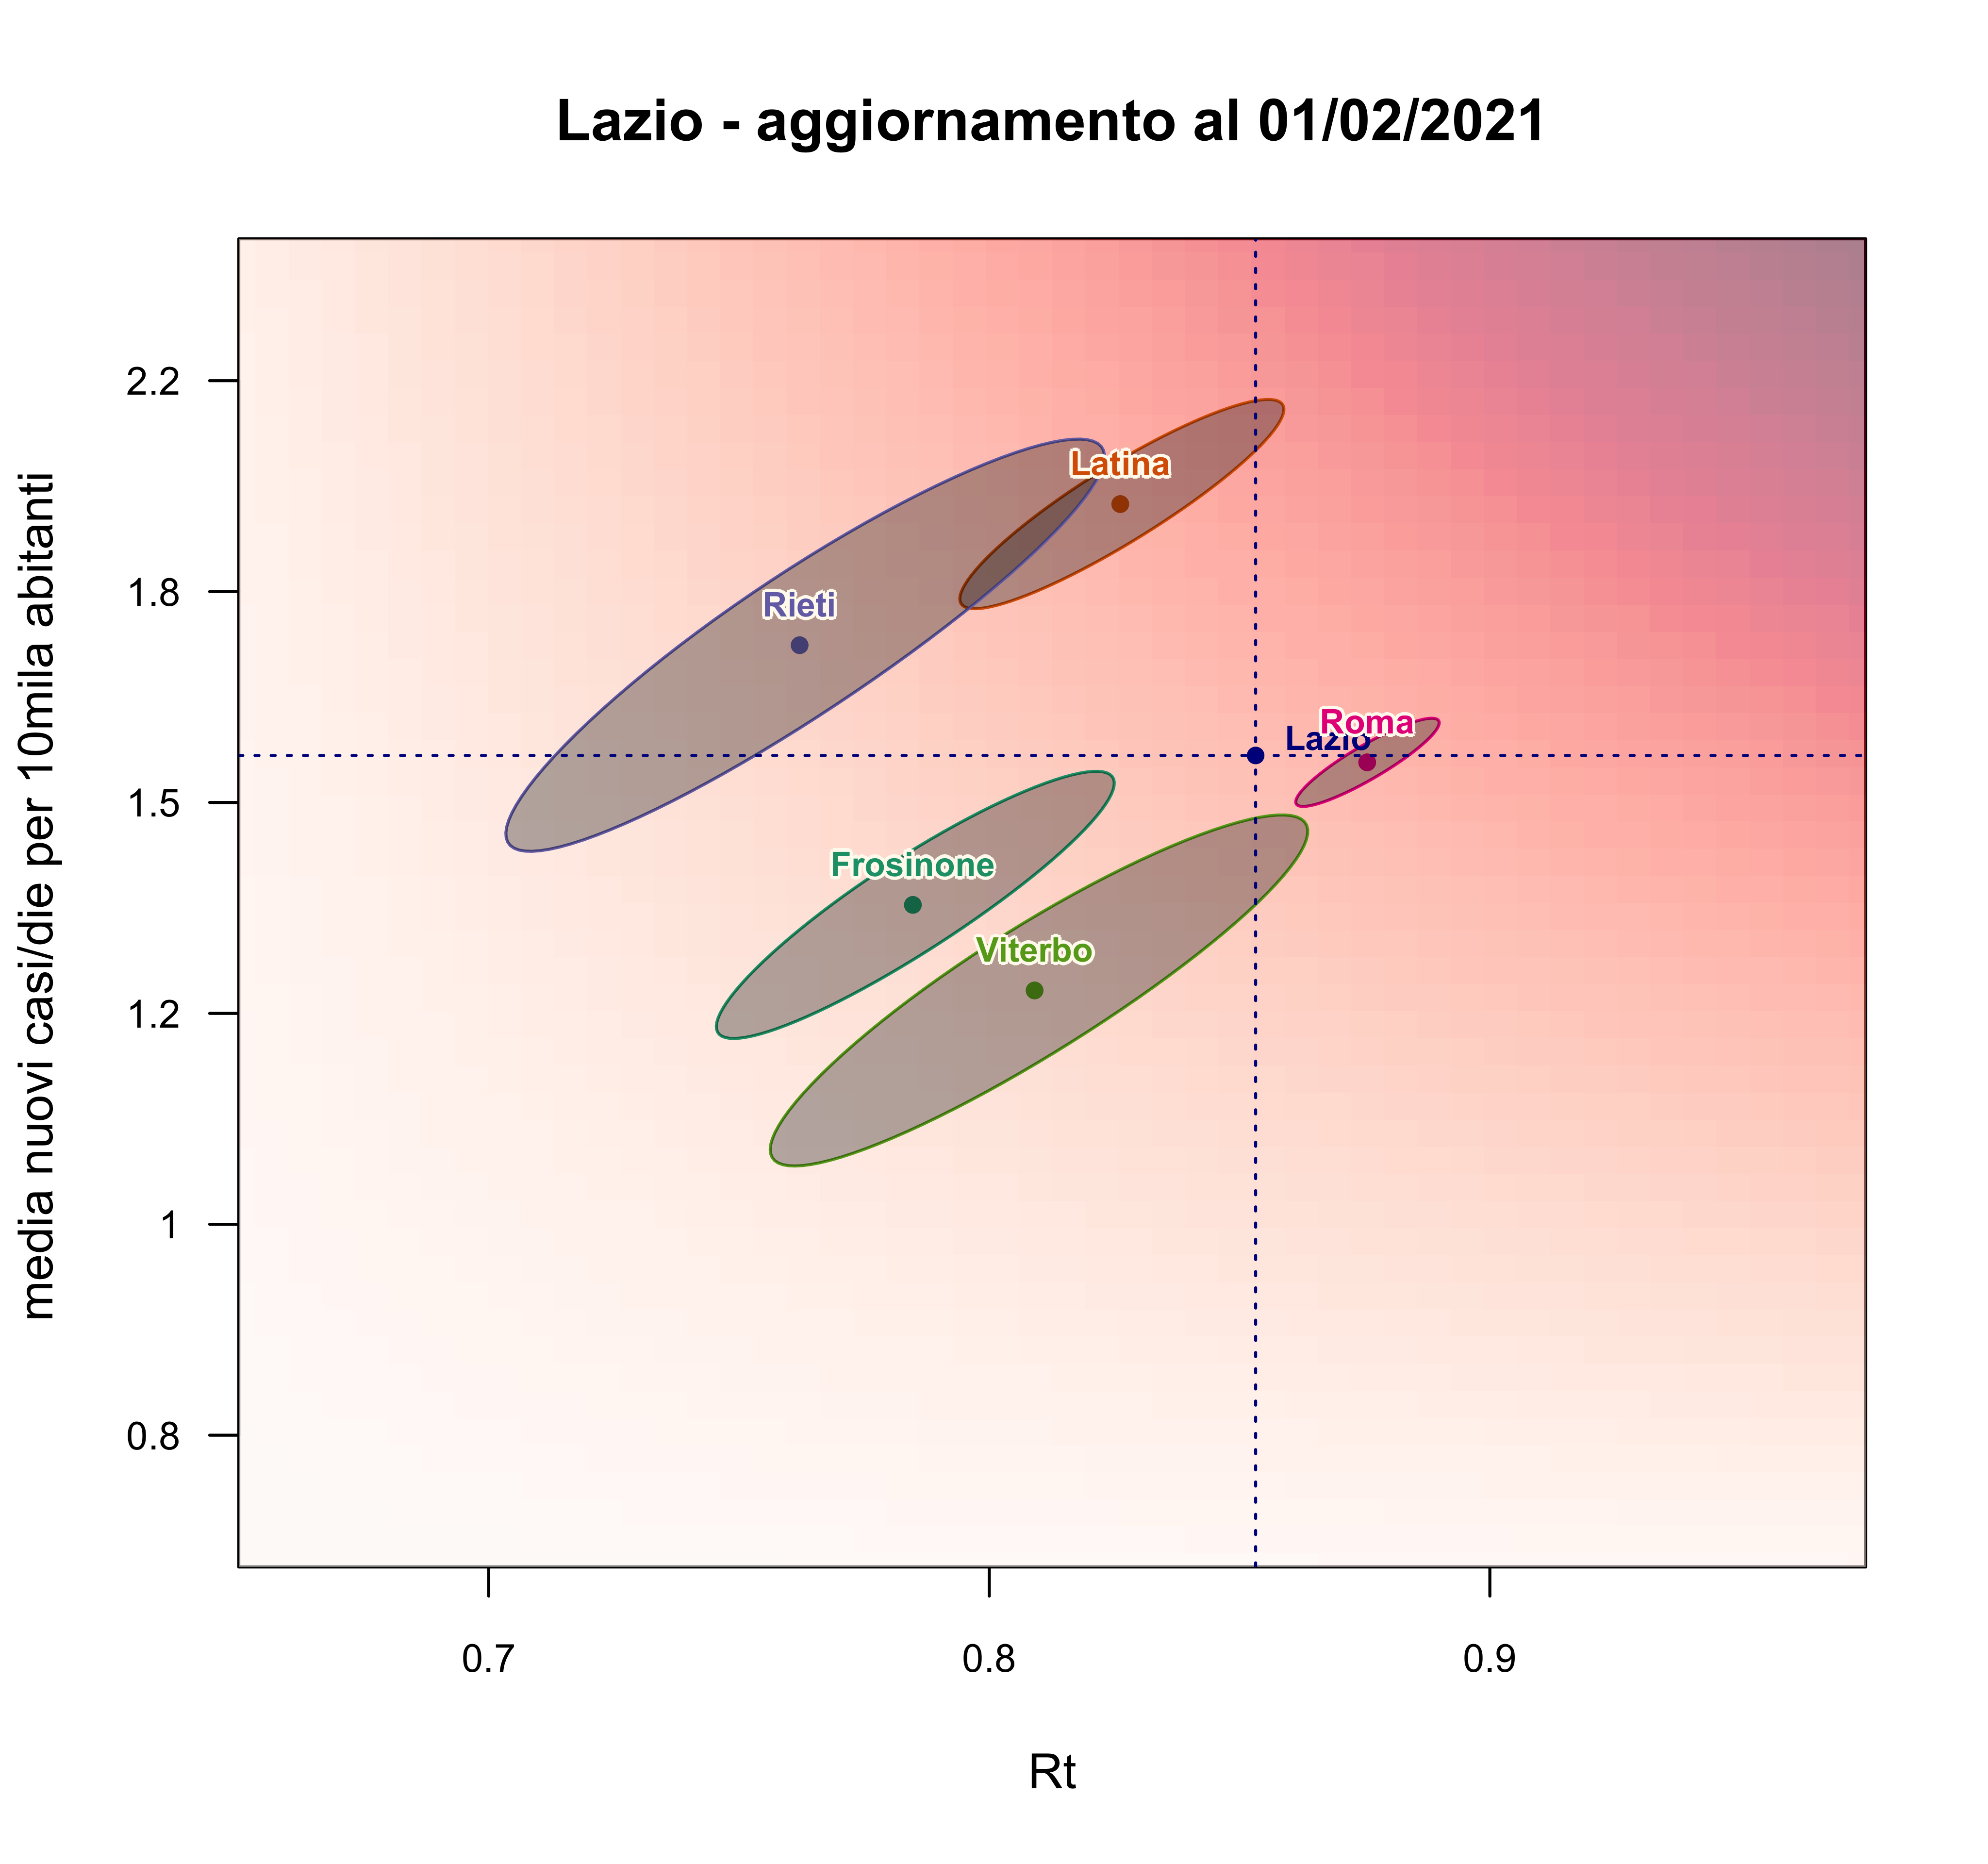 Lazio - aggiornamento al 01/02/2021
media nuovi casi/die per 10mila abitanti
2.2
1.8
1.5
1.2
1
0.8
Latina
Rieti
Roma
Lazio
Frosinone
Viterbo
0.7 0.8 0.9
Rt